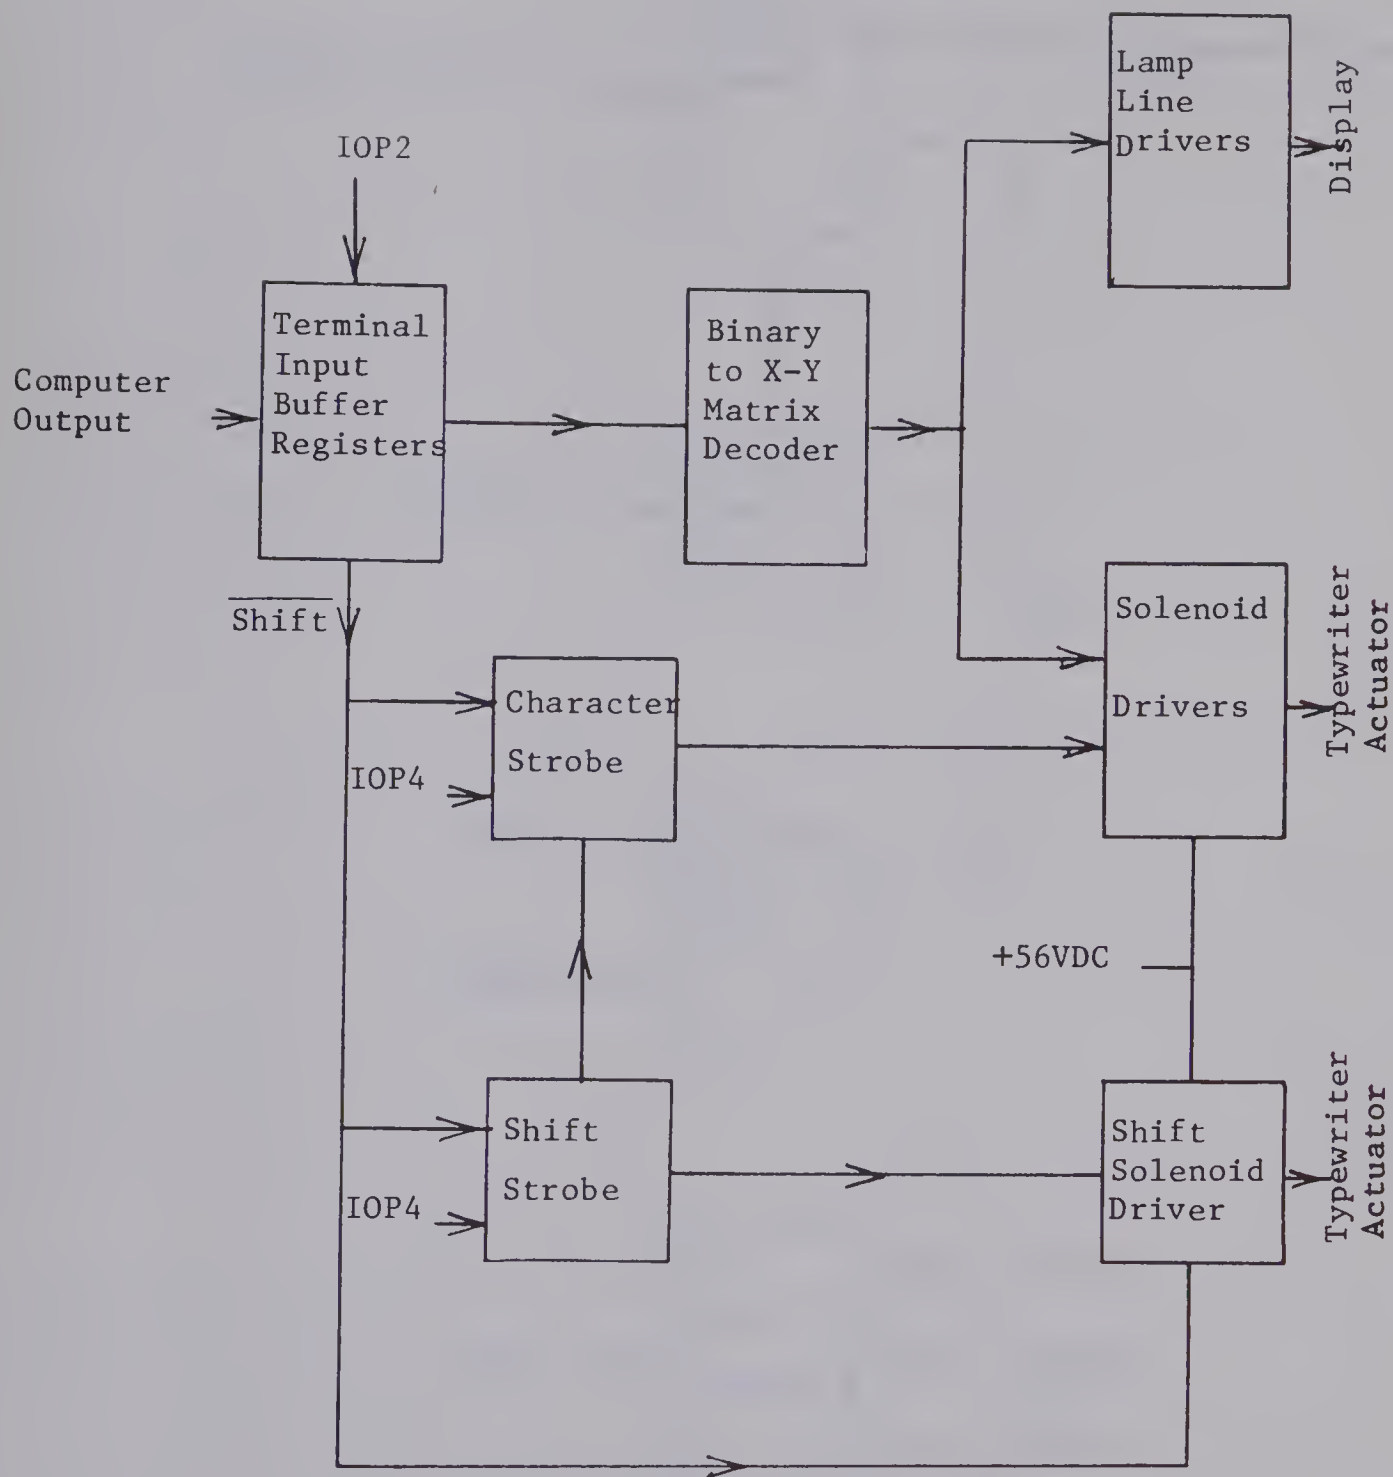 IOP2
Lamp
Line
Drivers
Display
Terminal
Input
Buffer
Registers
Computer
Output
Binary
to X-Y
Matrix
Decoder
Shift
Character
Strobe
IOP4
Solenoid
Drivers
Typewriter
Actuator
+56VDC
Shift
Strobe
IOP4
Shift
Solenoid
Driver
Typewriter
Actuator